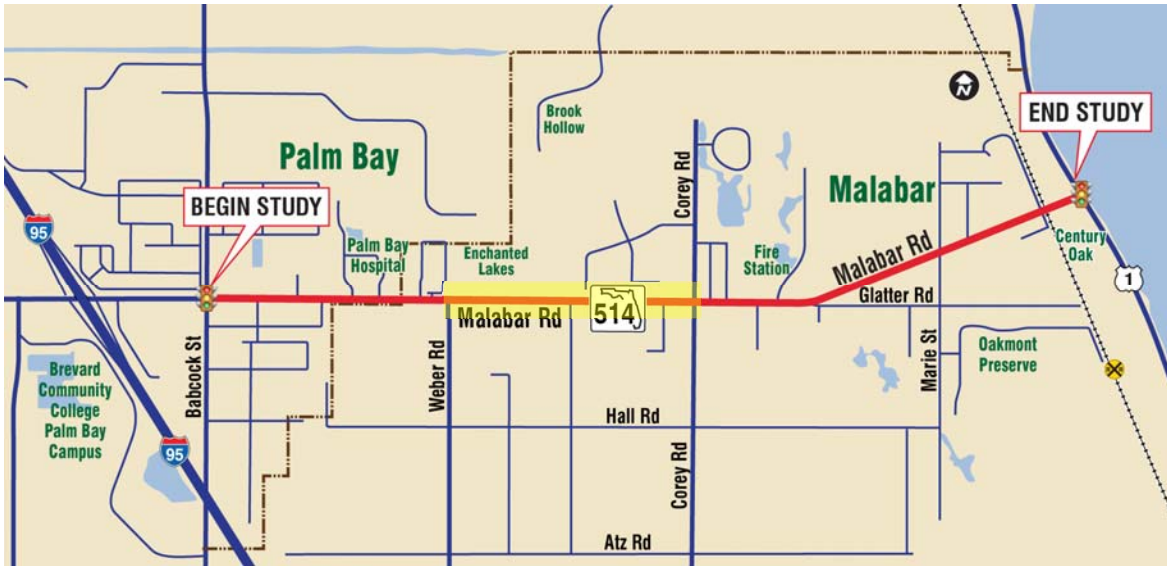 END STUDY
N
Brook
Hollow
Palm Bay
Corey Rd
Malabar
BEGIN STUDY
95
Palm Bay
Hospital
Enchanted
Lakes
Fire
Station
Malabar Rd
Century
Oak
1
Glatter Rd
Malabar Rd
514
Babcock St
Weber Rd
Marie St
Oakmont
Preserve
Brevard
Community
College
Palm Bay
Campus
Hall Rd
95
Corey Rd
Atz Rd